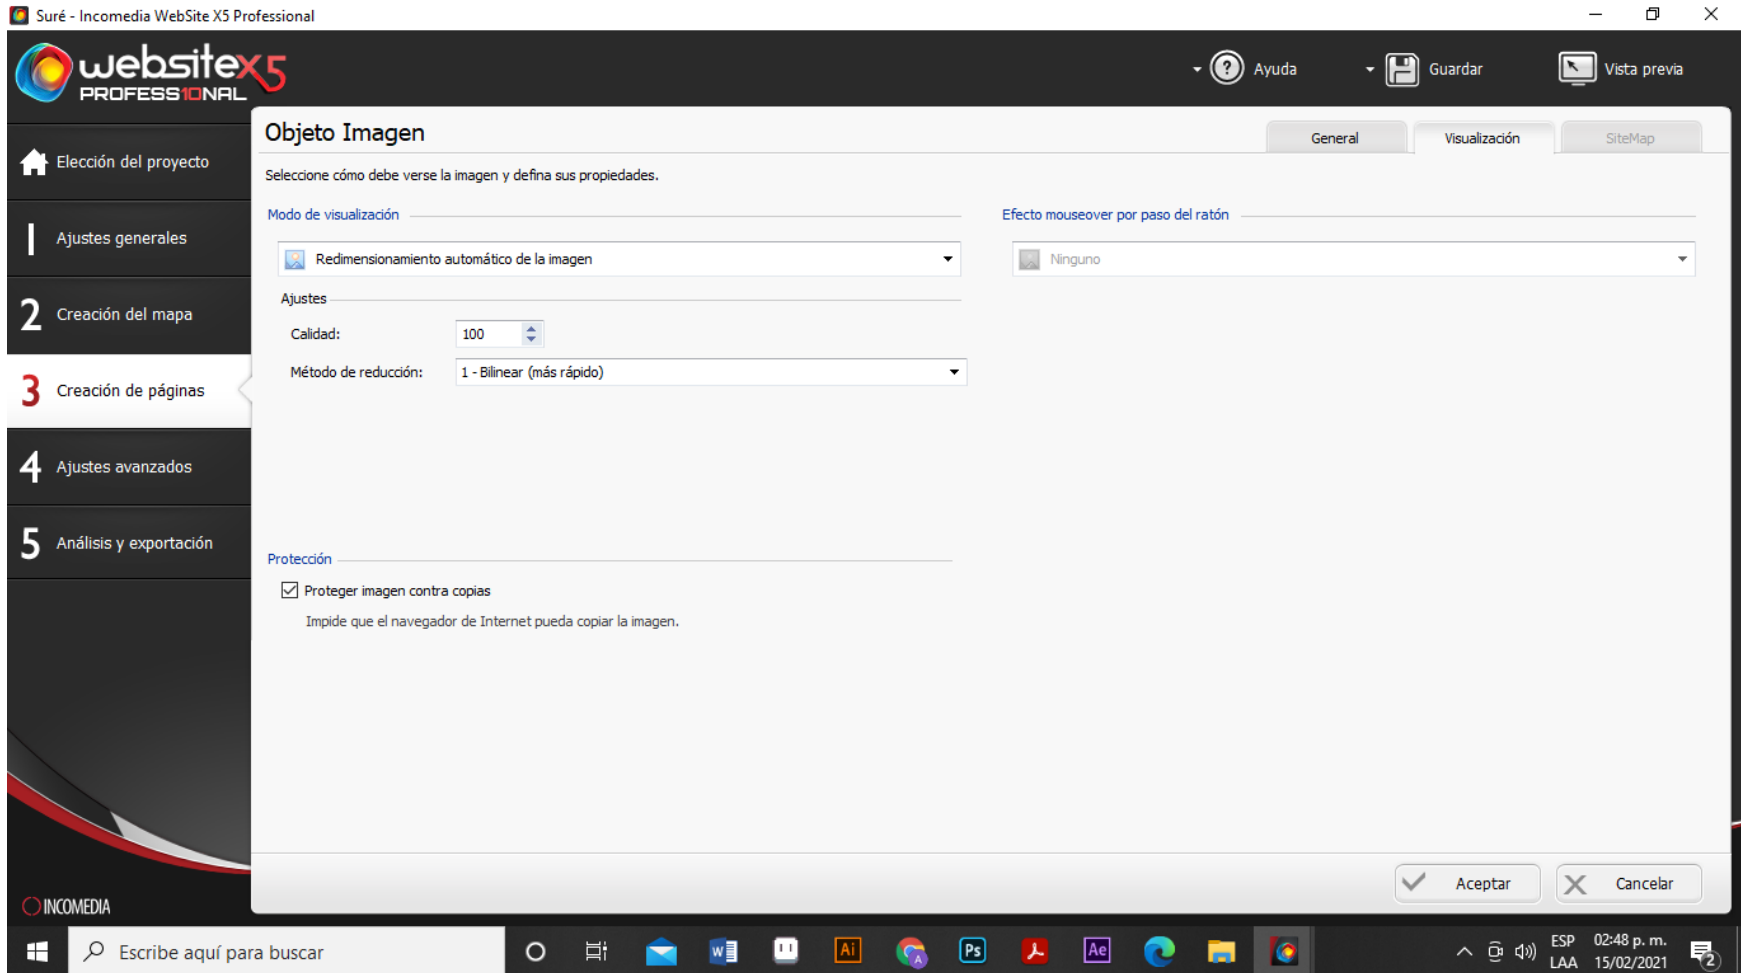 Suré - Incomedia WebSite X5 Professional
websitex5
PROFESS10NAL
Ayuda
Guardar
Vista previa
Objeto Imagen
General
Visualización
SiteMap
Elección del proyecto
Seleccione cómo debe verse la imagen y defina sus propiedades.
Modo de visualización
Efecto mouseover por paso del ratón
1 Ajustes generales
Redimensionamiento automático de la imagen
Ninguno
Ajustes
2 Creación del mapa
Calidad: 100
Método de reducción: 1 - Bilinear (más rápido)
3 Creación de páginas
4 Ajustes avanzados
5 Análisis y exportación
Protección
Proteger imagen contra copias
Impide que el navegador de Internet pueda copiar la imagen.
Aceptar
Cancelar
INCOMEDIA
Escribe aquí para buscar
W
Ai
A
Ps
Ae
ESP
LAA
02:48 p. m.
15/02/2021
2